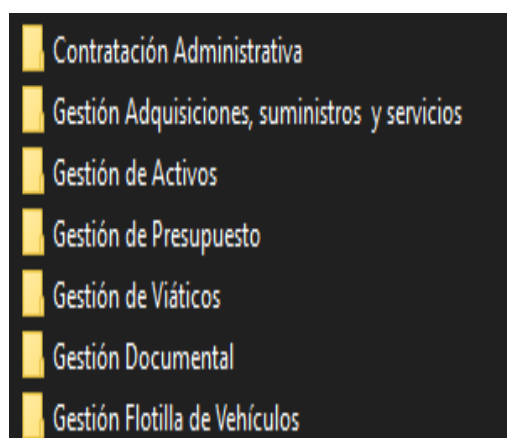 Contratación Administrativa
Gestión Adquisiciones, suministros y servicios
Gestión de Activos
Gestión de Presupuesto
Gestión de Viáticos
Gestión Documental
Gestión Flotilla de Vehículos